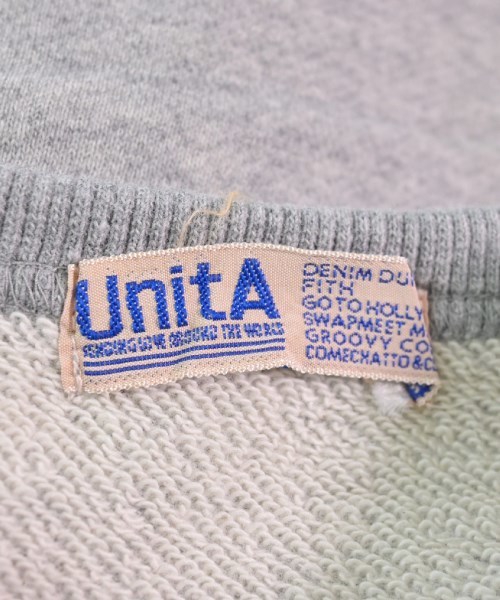 UnitA
SENDING LOVE AROUND THE WORLD
DENIM DU
FITH
GO TO HOLLY
SWAPMEET M
GROOVY CO
COMECHATTO & C